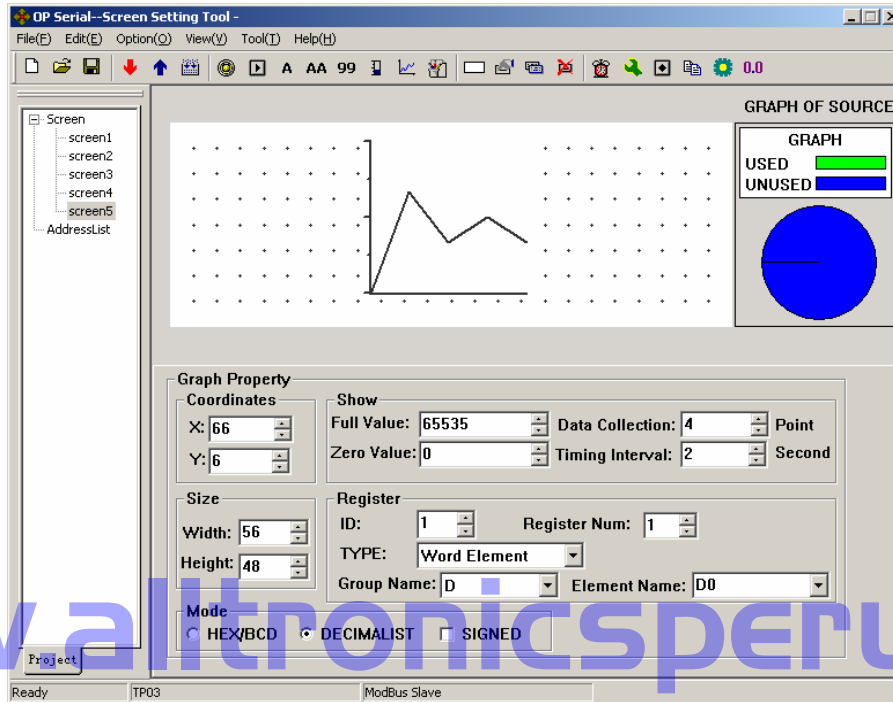 OP Serial--Screen Setting Tool -
File(F) Edit(E) Option(O) View(V) Tool(T) Help(H)
A AA 99 0.0
Screen
screen1
screen2
screen3
screen4
screen5
AddressList
GRAPH OF SOURCE
GRAPH
USED
UNUSED
Graph Property
Coordinates
X: 66
Y: 6
Show
Full Value: 65535 Data Collection: 4 Point
Zero Value: 0 Timing Interval: 2 Second
Size
Width: 56
Height: 48
Register
ID: 1 Register Num: 1
TYPE: Word Element
Group Name: D Element Name: D0
Mode
HEX/BCD DECIMALIST SIGNED
w.alltronicsperu
Project
Ready TP03 ModBus Slave